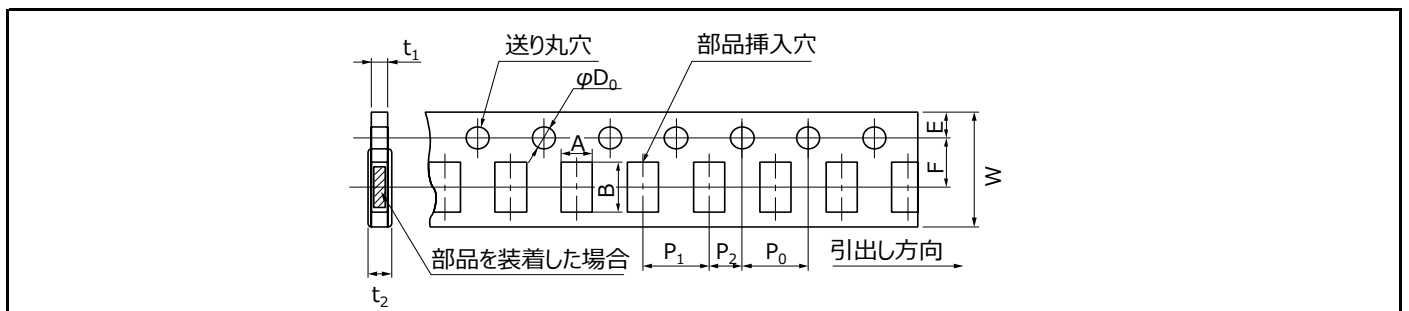 t₁
送り丸穴
部品挿入穴
φD₀
A
B
E
F
W
P₁
P₂
P₀
引出し方向
部品を装着した場合
t₂